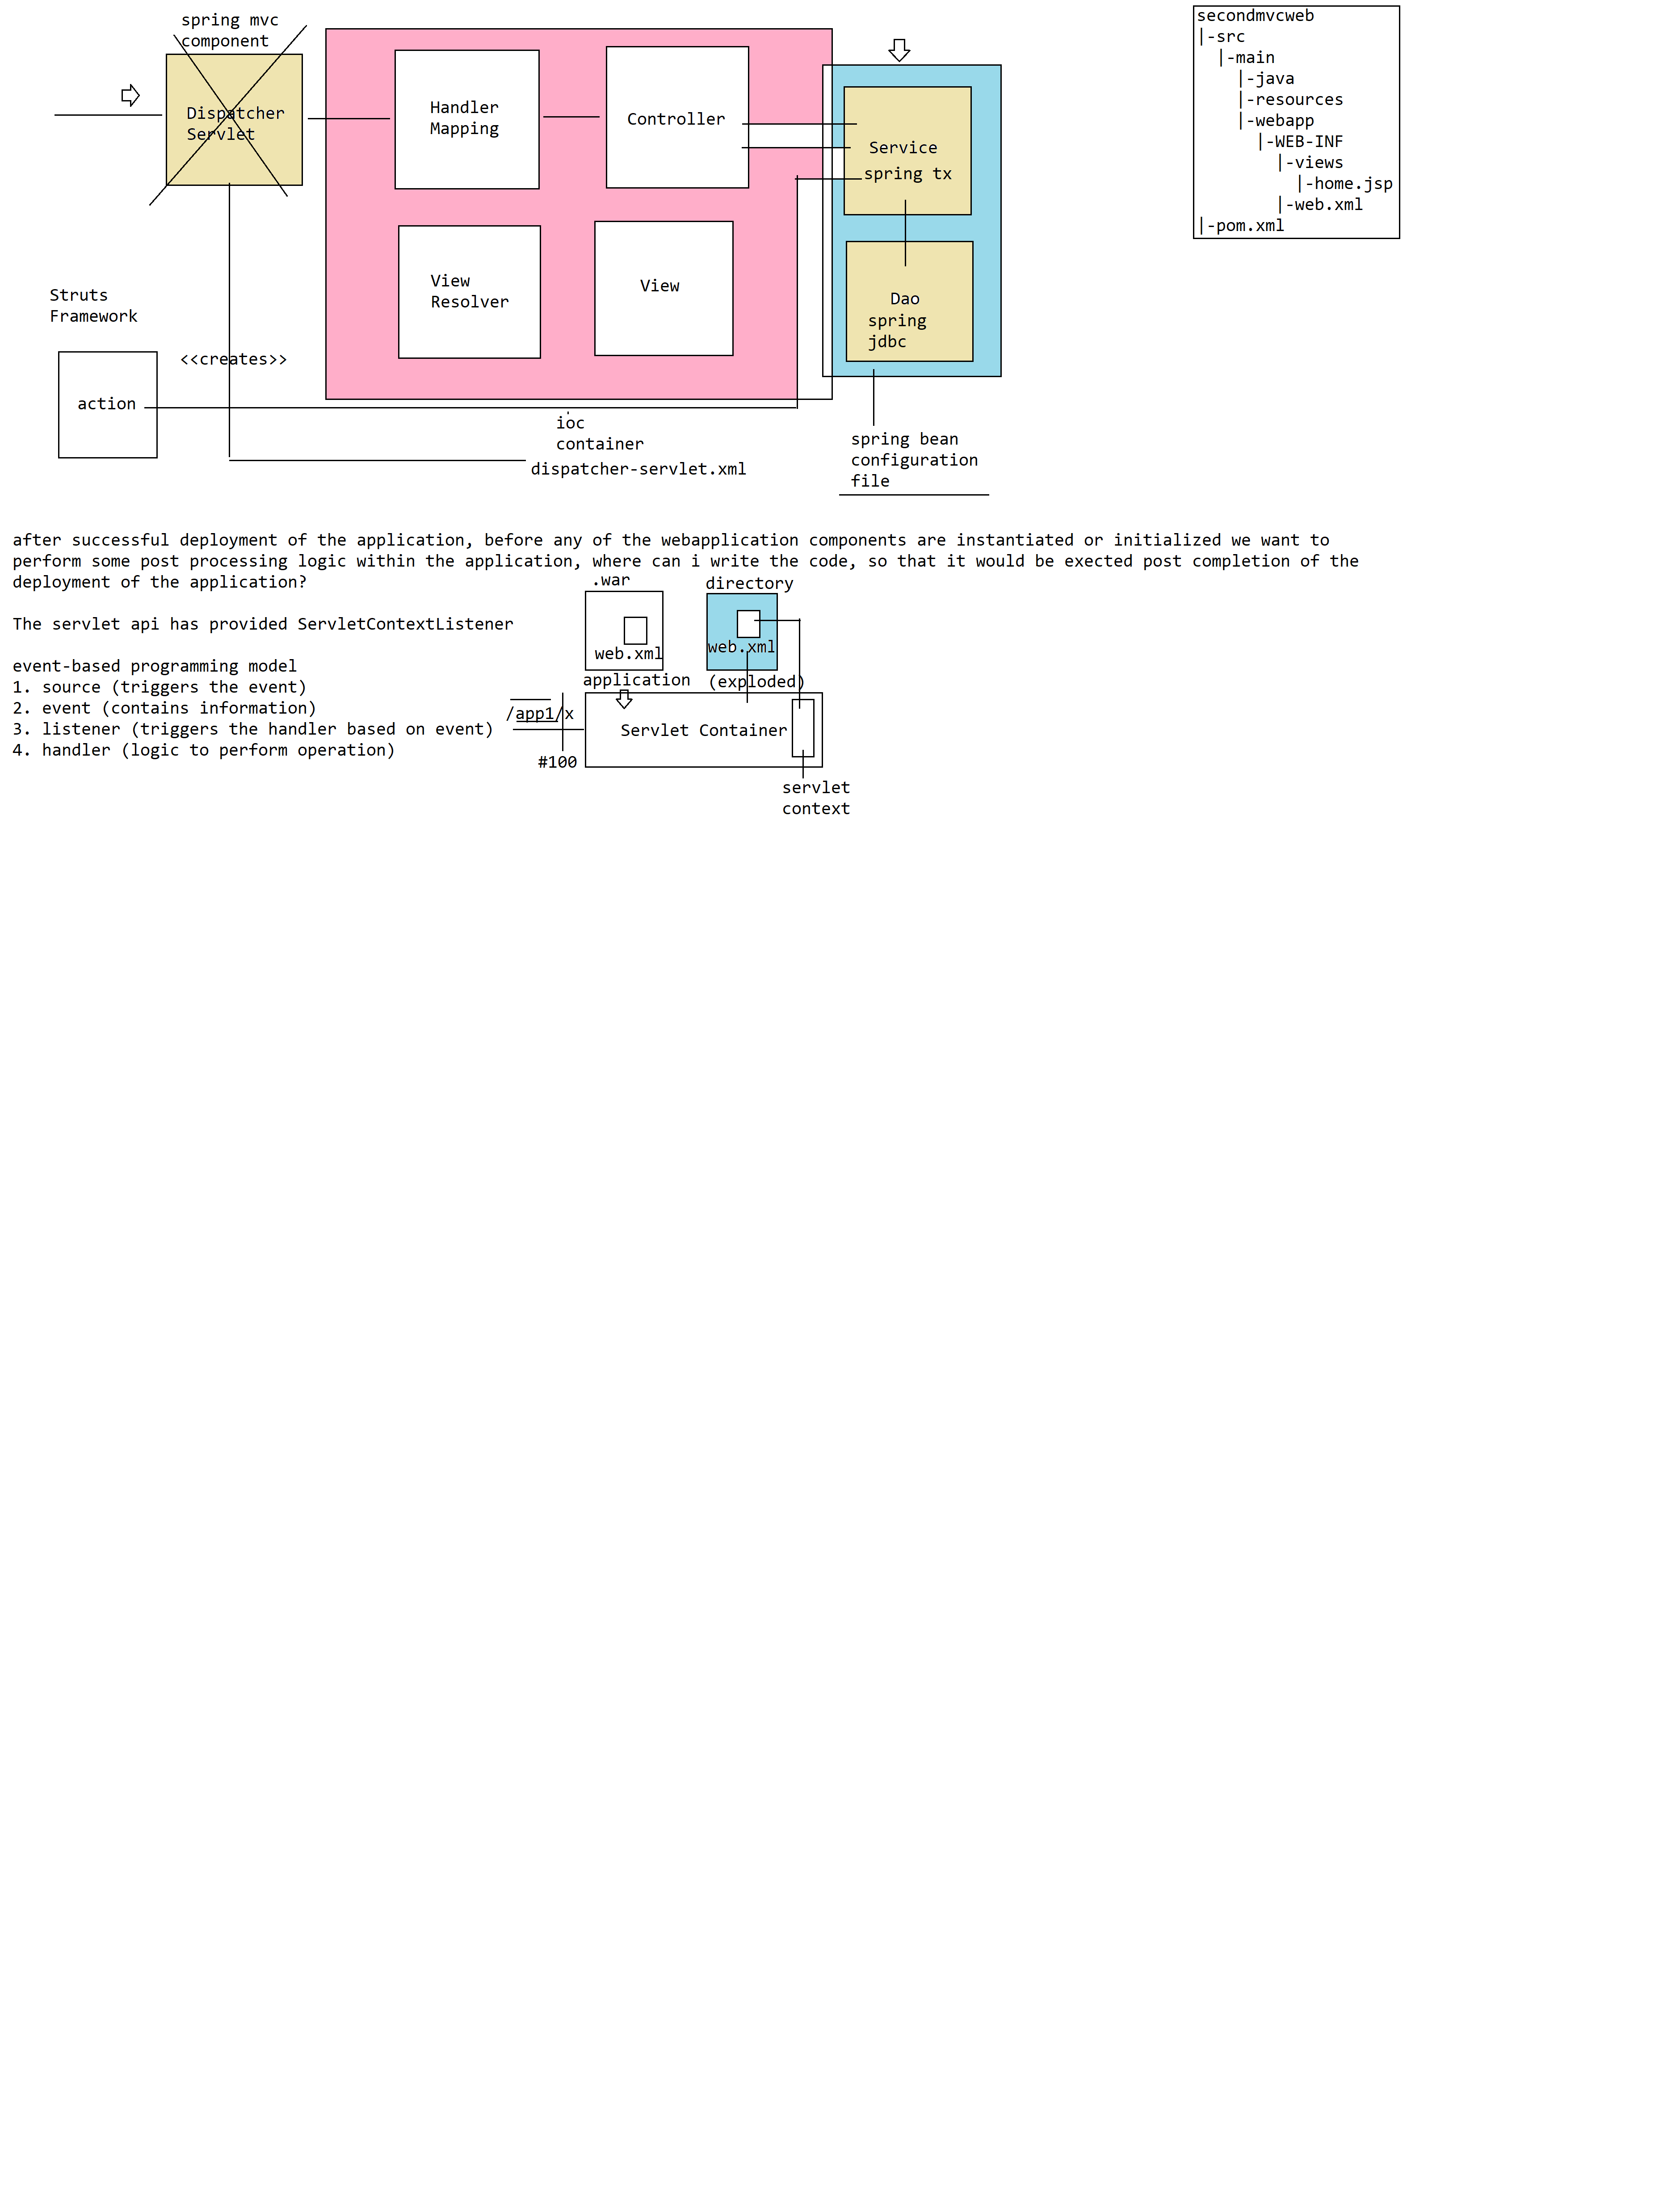 spring mvc
component
Dispatcher
Servlet
Handler
Mapping
Controller
Service
spring tx
View
Resolver
View
Dao
spring
jdbc
secondmvcweb
|-src
|-main
|-java
|-resources
|-webapp
|-WEB-INF
|-views
|-home.jsp
|-web.xml
|-pom.xml
Struts
Framework
<<creates>>
action
ioc
container
dispatcher-servlet.xml
spring bean
configuration
file
after successful deployment of the application, before any of the webapplication components are instantiated or initialized we want to
perform some post processing logic within the application, where can i write the code, so that it would be exected post completion of the
deployment of the application?
The servlet api has provided ServletContextListener
event-based programming model
1. source (triggers the event)
2. event (contains information)
3. listener (triggers the handler based on event)
4. handler (logic to perform operation)
.war
web.xml
application
directory
web.xml
(exploded)
/app1/x
#100
Servlet Container
servlet
context